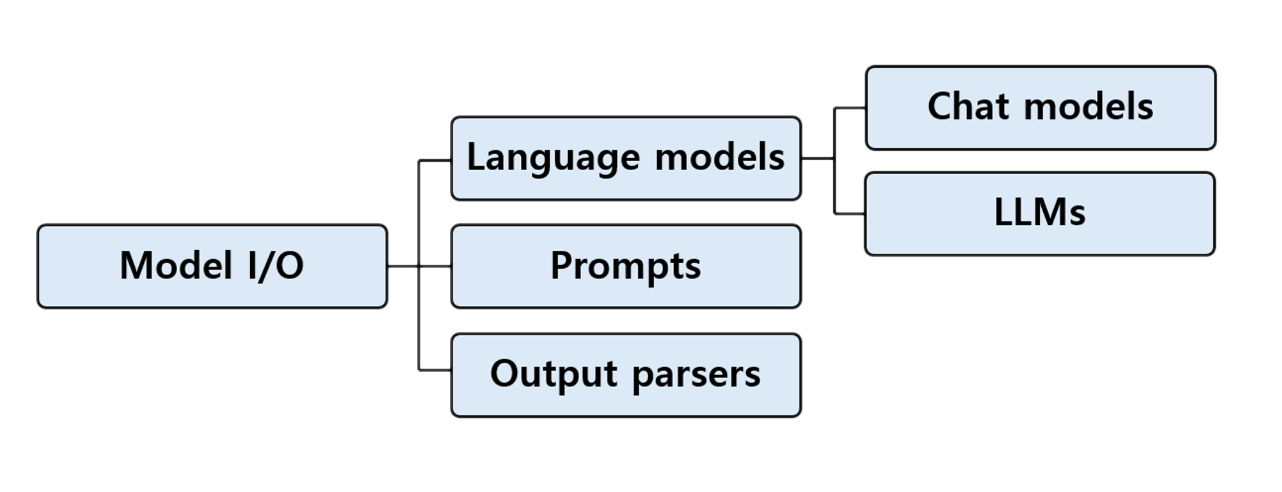 Model I/O
Language models
Prompts
Output parsers
Chat models
LLMs